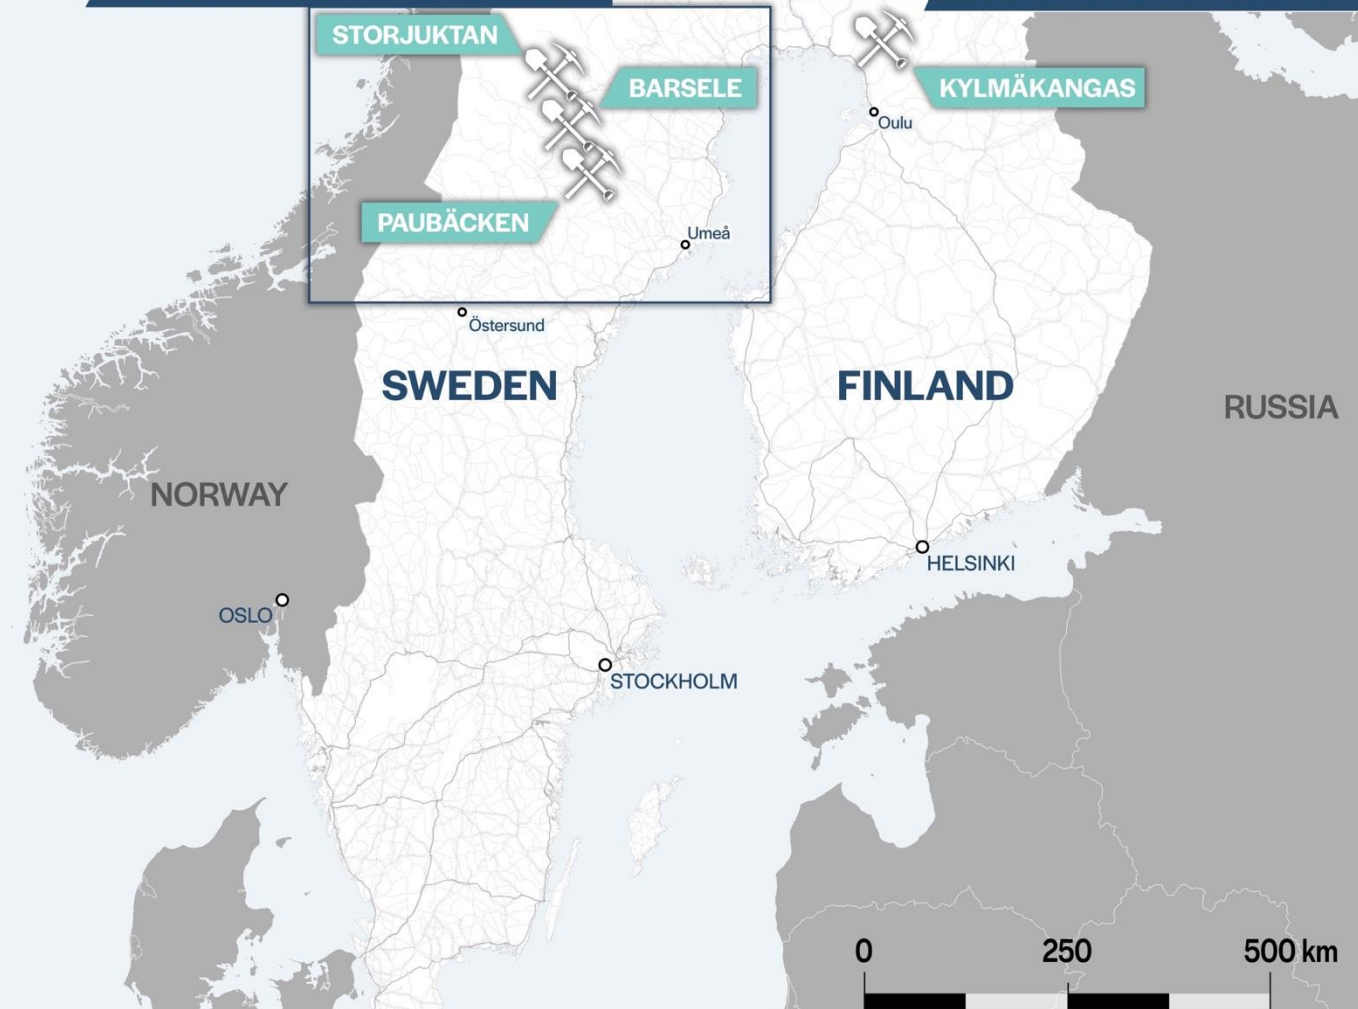 STORJUKTAN
BARSELE
KYLMÄKANGAS
Oulu
PAUBÄCKEN
Umeå
Östersund
SWEDEN
FINLAND
RUSSIA
NORWAY
HELSINKI
OSLO
STOCKHOLM
0 250 500 km